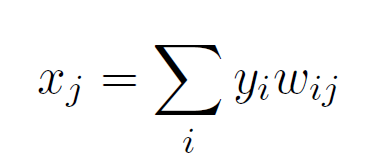 $x_j = \sum_i y_i w_{ij}$